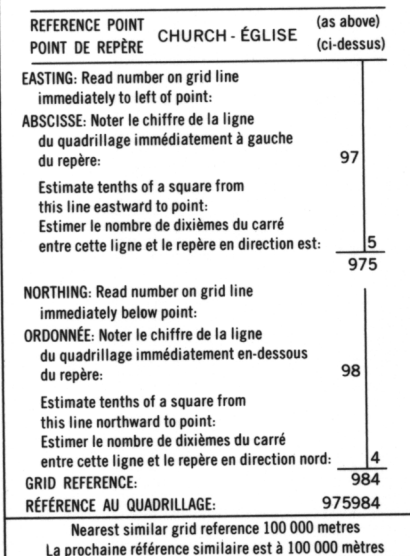 REFERENCE POINT CHURCH - ÉGLISE (as above)
POINT DE REPÈRE (ci-dessus)
EASTING: Read number on grid line
immediately to left of point:
ABSCISSE: Noter le chiffre de la ligne
du quadrillage immédiatement à gauche
du repère: 97
Estimate tenths of a square from
this line eastward to point:
Estimer le nombre de dixièmes du carré
entre cette ligne et le repère en direction est: 5
975
NORTHING: Read number on grid line
immediately below point:
ORDONNÉE: Noter le chiffre de la ligne
du quadrillage immédiatement en-dessous
du repère: 98
Estimate tenths of a square from
this line northward to point:
Estimer le nombre de dixièmes du carré
entre cette ligne et le repère en direction nord: 4
GRID REFERENCE: 984
RÉFÉRENCE AU QUADRILLAGE: 975984
Nearest similar grid reference 100 000 metres
La prochaine référence similaire est à 100 000 mètres